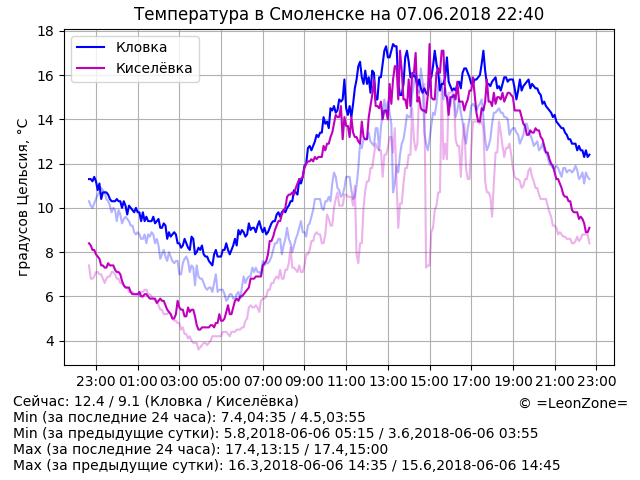 Температура в Смоленске на 07.06.2018 22:40
градусов Цельсия, °C
18
16
14
12
10
8
6
4
Кловка
Киселёвка
23:00 01:00 03:00 05:00 07:00 09:00 11:00 13:00 15:00 17:00 19:00 21:00 23:00
Сейчас: 12.4 / 9.1 (Кловка / Киселёвка)
© =LeonZone=
Min (за последние 24 часа): 7.4,04:35 / 4.5,03:55
Min (за предыдущие сутки): 5.8,2018-06-06 05:15 / 3.6,2018-06-06 03:55
Max (за последние 24 часа): 17.4,13:15 / 17.4,15:00
Max (за предыдущие сутки): 16.3,2018-06-06 14:35 / 15.6,2018-06-06 14:45